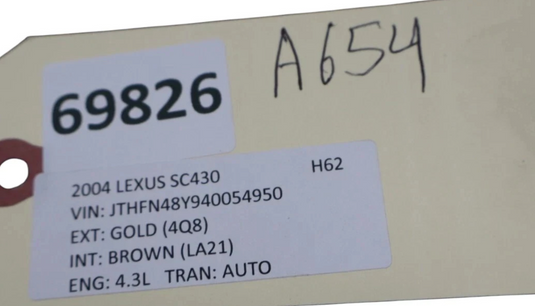 A654
69826
2004 LEXUS SC430 H62
VIN: JTHFN48Y940054950
EXT: GOLD (4Q8)
INT: BROWN (LA21)
ENG: 4.3L TRAN: AUTO